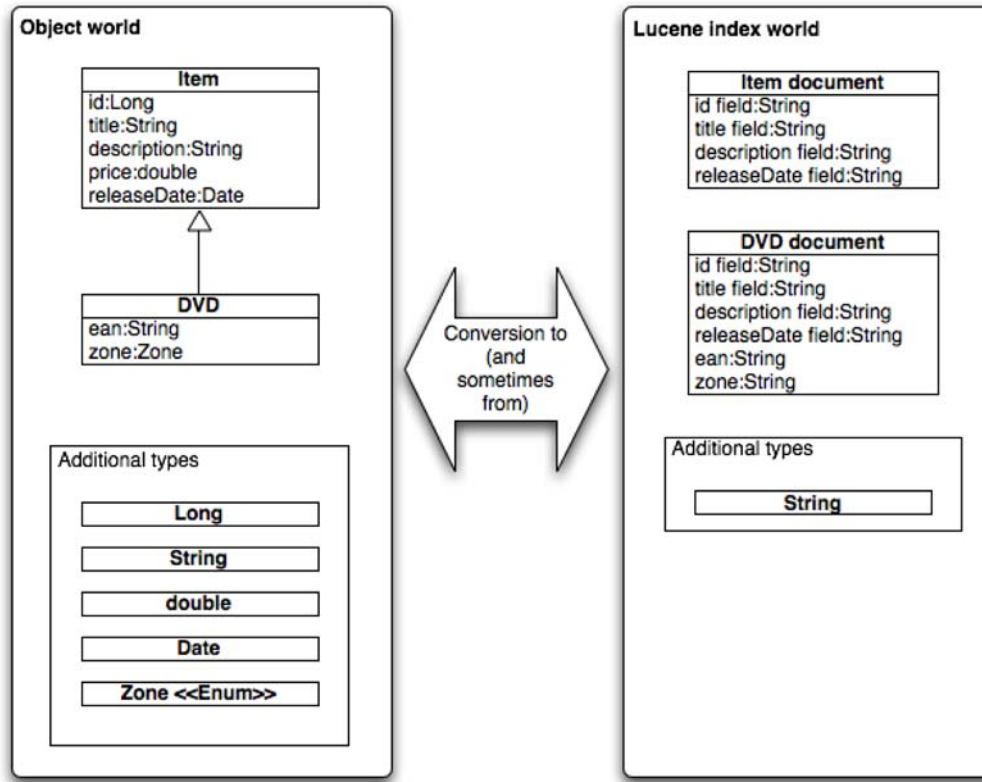 Object world
Item
id:Long
title:String
description:String
price:double
releaseDate:Date
DVD
ean:String
zone:Zone
Additional types
Long
String
double
Date
Zone <<Enum>>
Conversion to
(and
sometimes
from)
Lucene index world
Item document
id field:String
title field:String
description field:String
releaseDate field:String
DVD document
id field:String
title field:String
description field:String
releaseDate field:String
ean:String
zone:String
Additional types
String